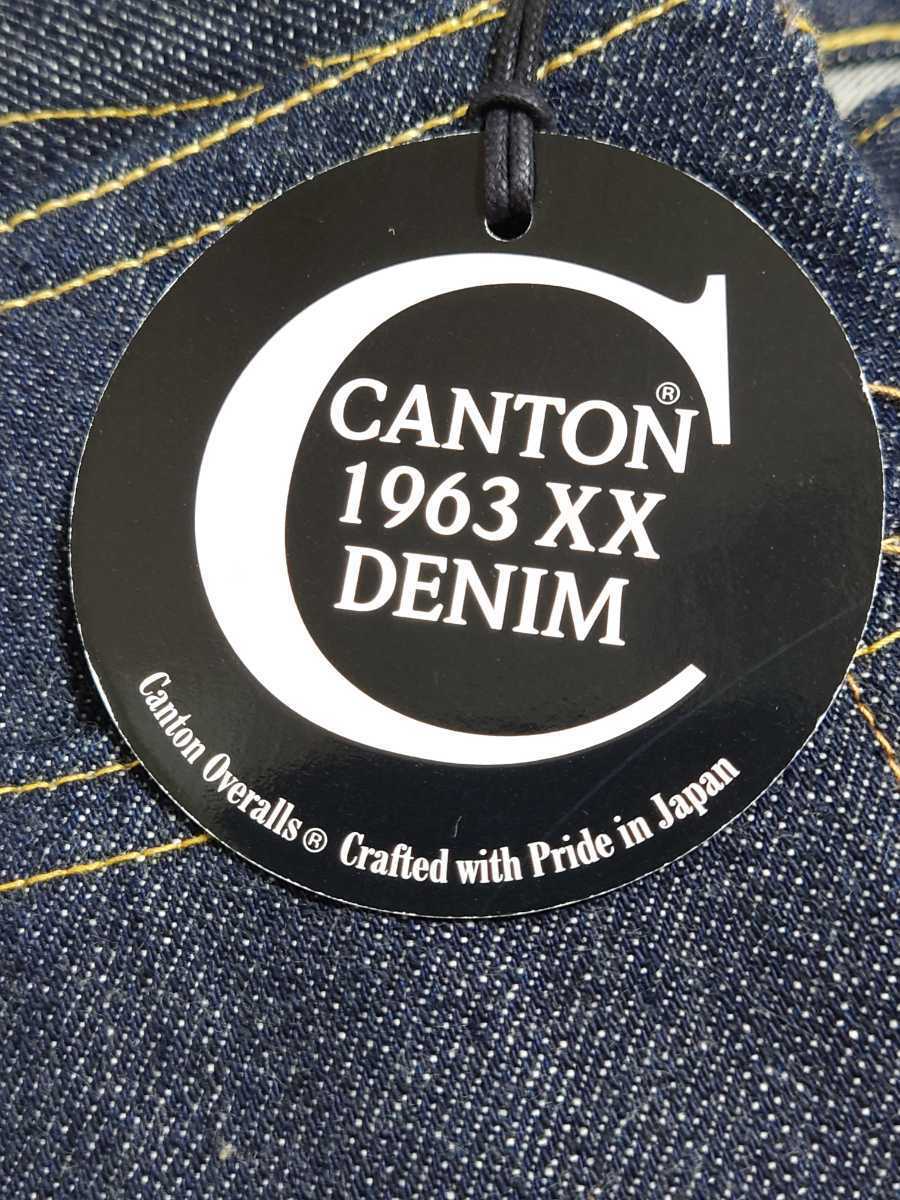 C
CANTON®
1963 XX
DENIM
Canton Overalls® Crafted with Pride in Japan